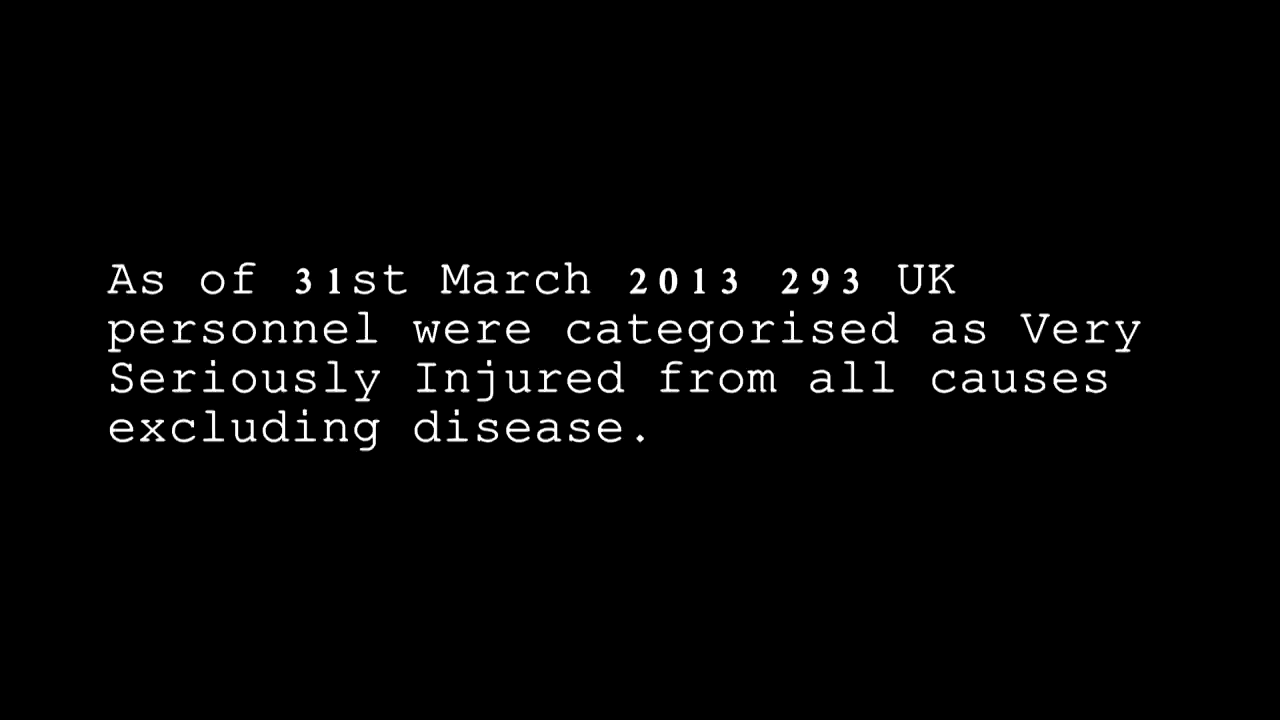 As of 31st March 2013 293 UK
personnel were categorised as Very
Seriously Injured from all causes
excluding disease.